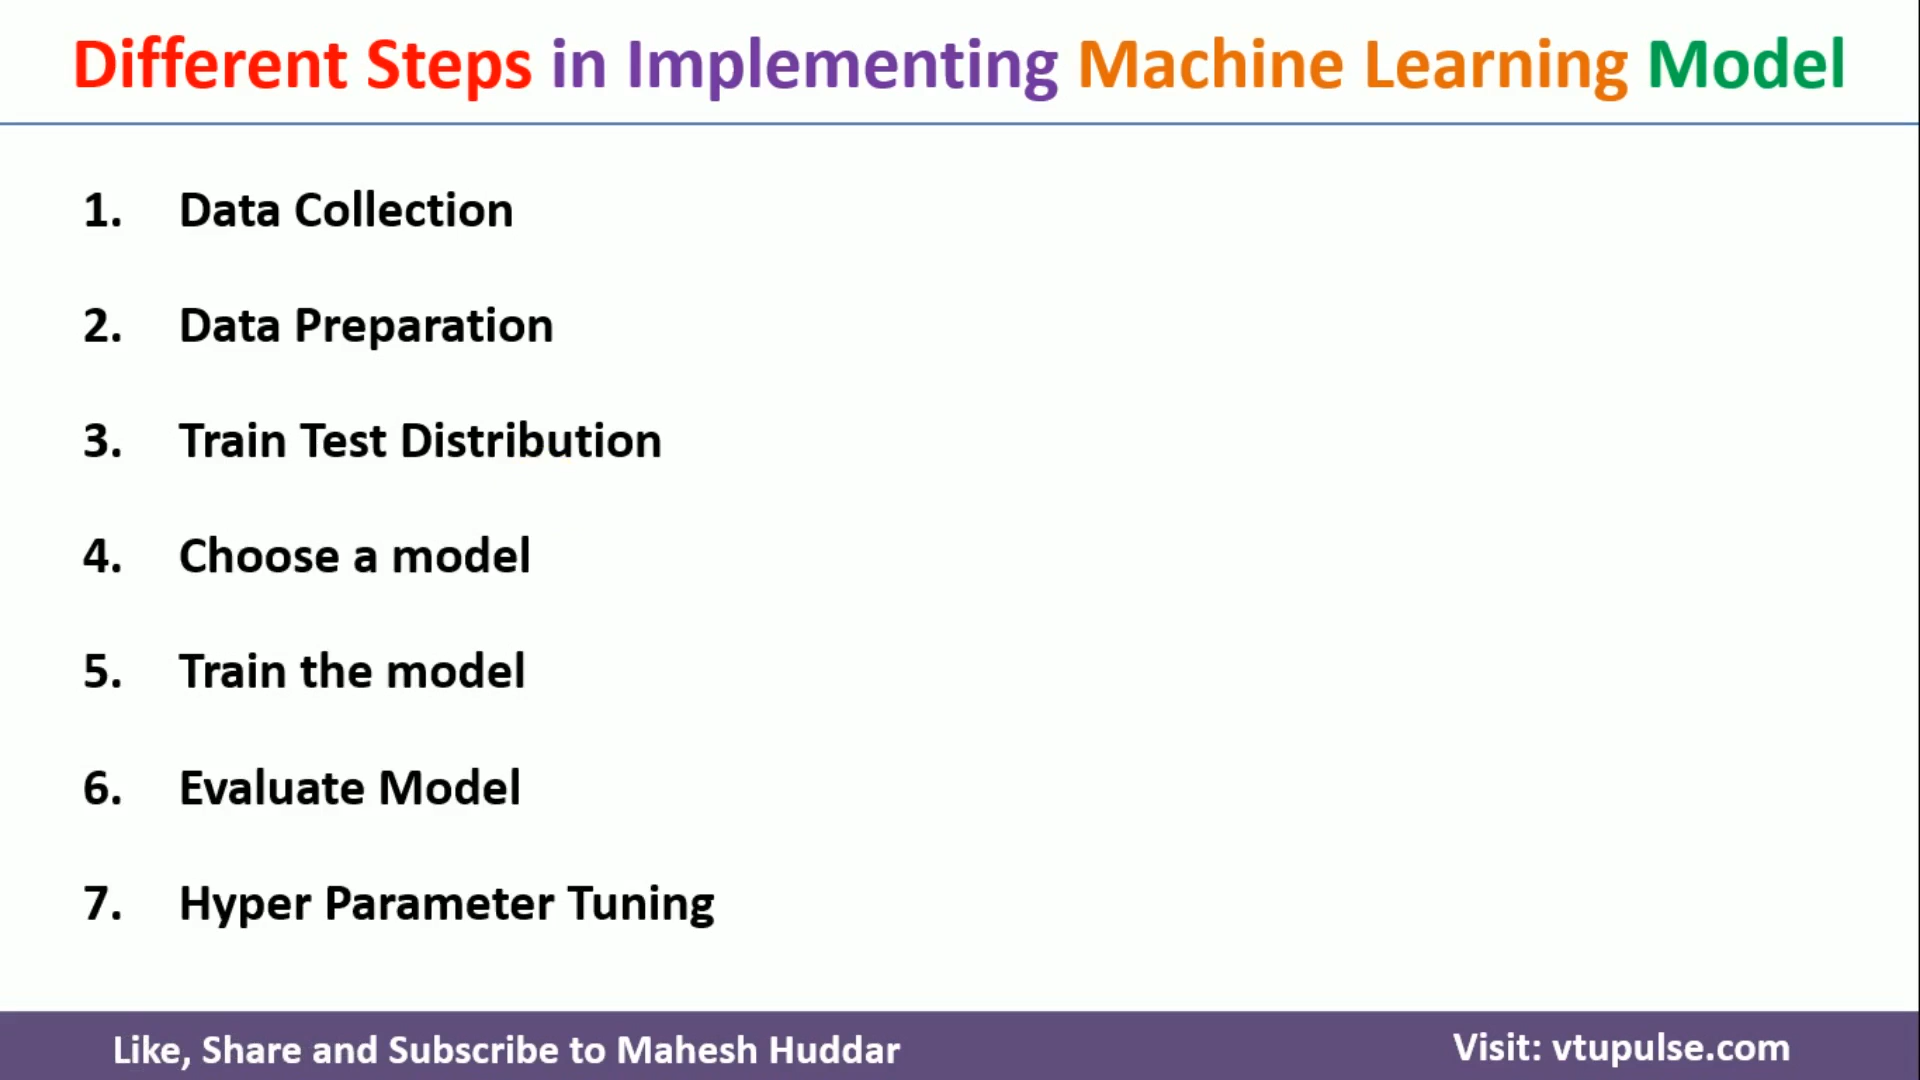 Different Steps in Implementing Machine Learning Model
1. Data Collection
2. Data Preparation
3. Train Test Distribution
4. Choose a model
5. Train the model
6. Evaluate Model
7. Hyper Parameter Tuning
Like, Share and Subscribe to Mahesh Huddar
Visit: vtupulse.com